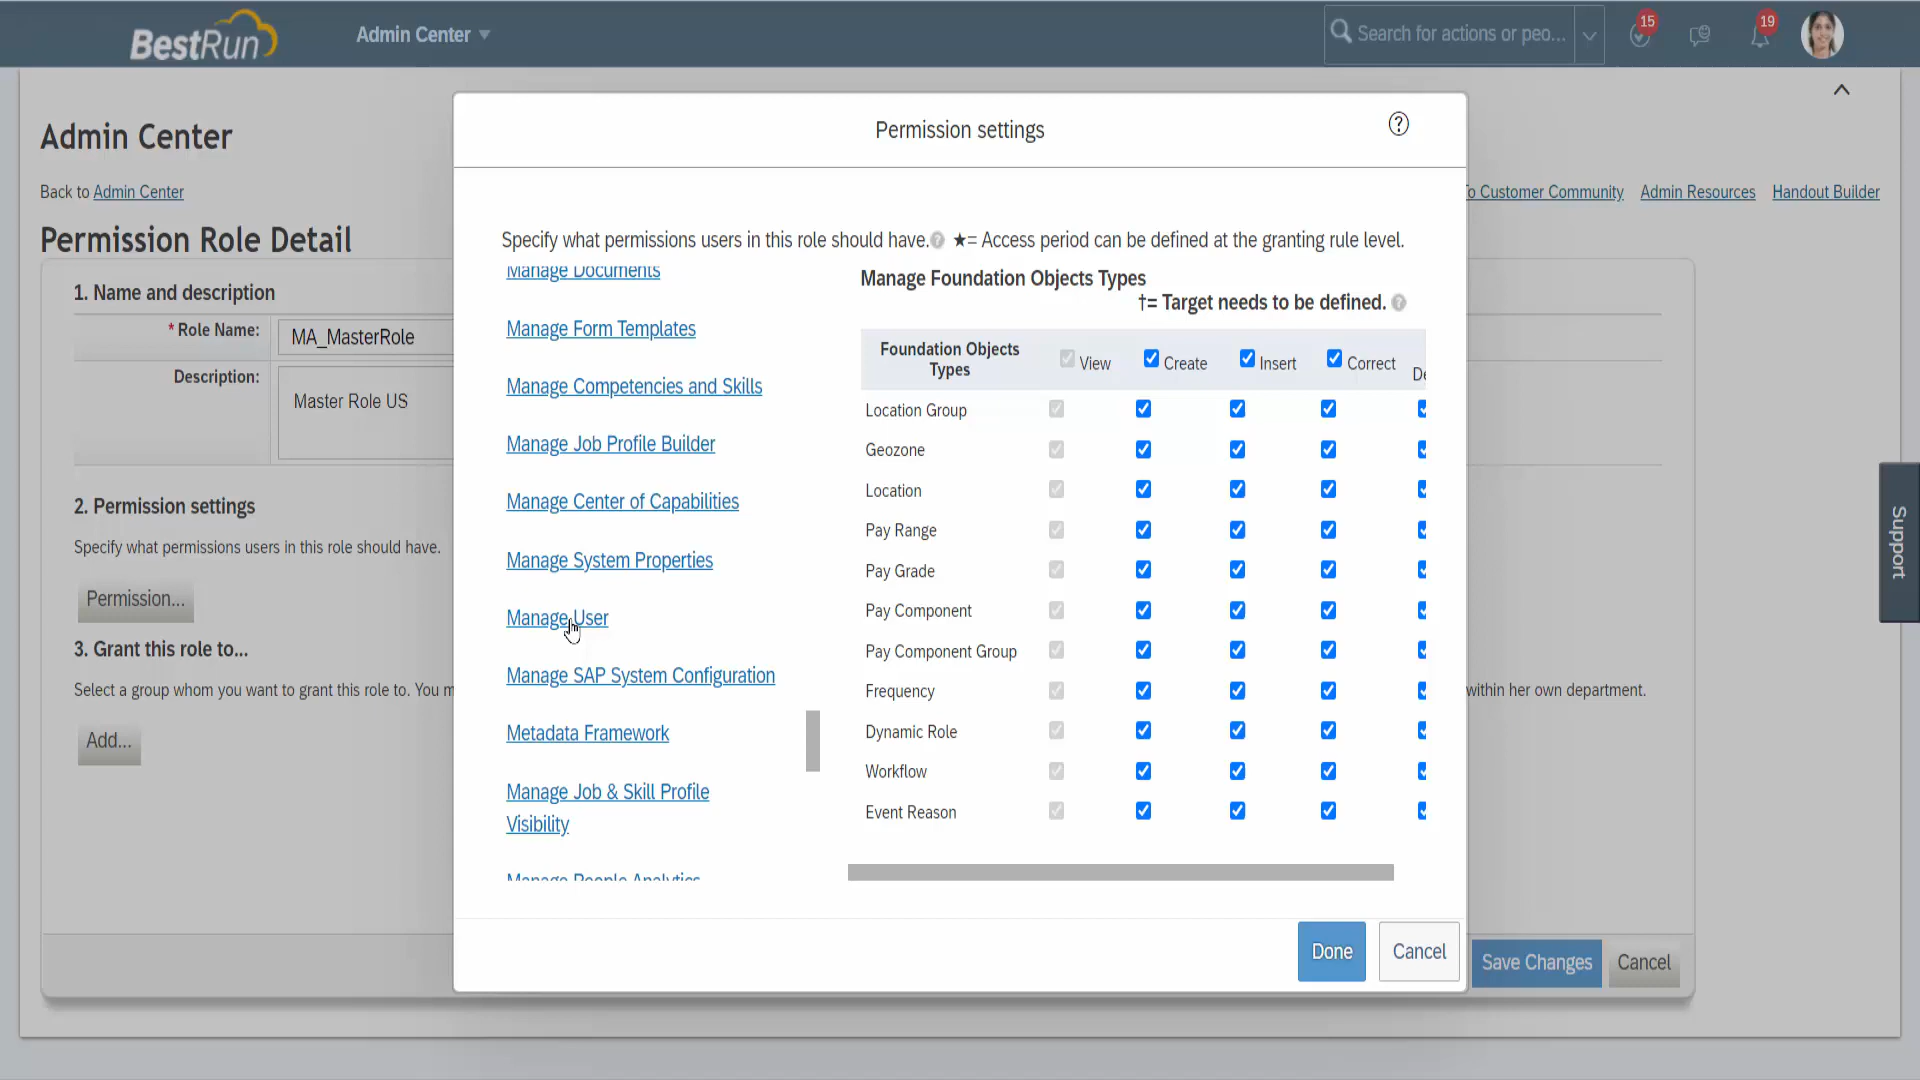 BestRun
Admin Center
Search for actions or peo...
15
19
Admin Center
Back to Admin Center
To Customer Community
Admin Resources
Handout Builder
Permission Role Detail
1. Name and description
* Role Name:
MA_MasterRole
Description:
Master Role US
2. Permission settings
Specify what permissions users in this role should have.
Permission...
3. Grant this role to...
Select a group whom you want to grant this role to. You m
within her own department.
Add...
Permission settings
?
Specify what permissions users in this role should have. ? ★= Access period can be defined at the granting rule level.
Manage Documents
Manage Form Templates
Manage Competencies and Skills
Manage Job Profile Builder
Manage Center of Capabilities
Manage System Properties
Manage User
Manage SAP System Configuration
Metadata Framework
Manage Job & Skill Profile
Visibility
Manage People Analytics
Manage Foundation Objects Types
†= Target needs to be defined. ?
Foundation Objects
Types
View
Create
Insert
Correct
De
Location Group
Geozone
Location
Pay Range
Pay Grade
Pay Component
Pay Component Group
Frequency
Dynamic Role
Workflow
Event Reason
Done
Cancel
Save Changes
Cancel
Support